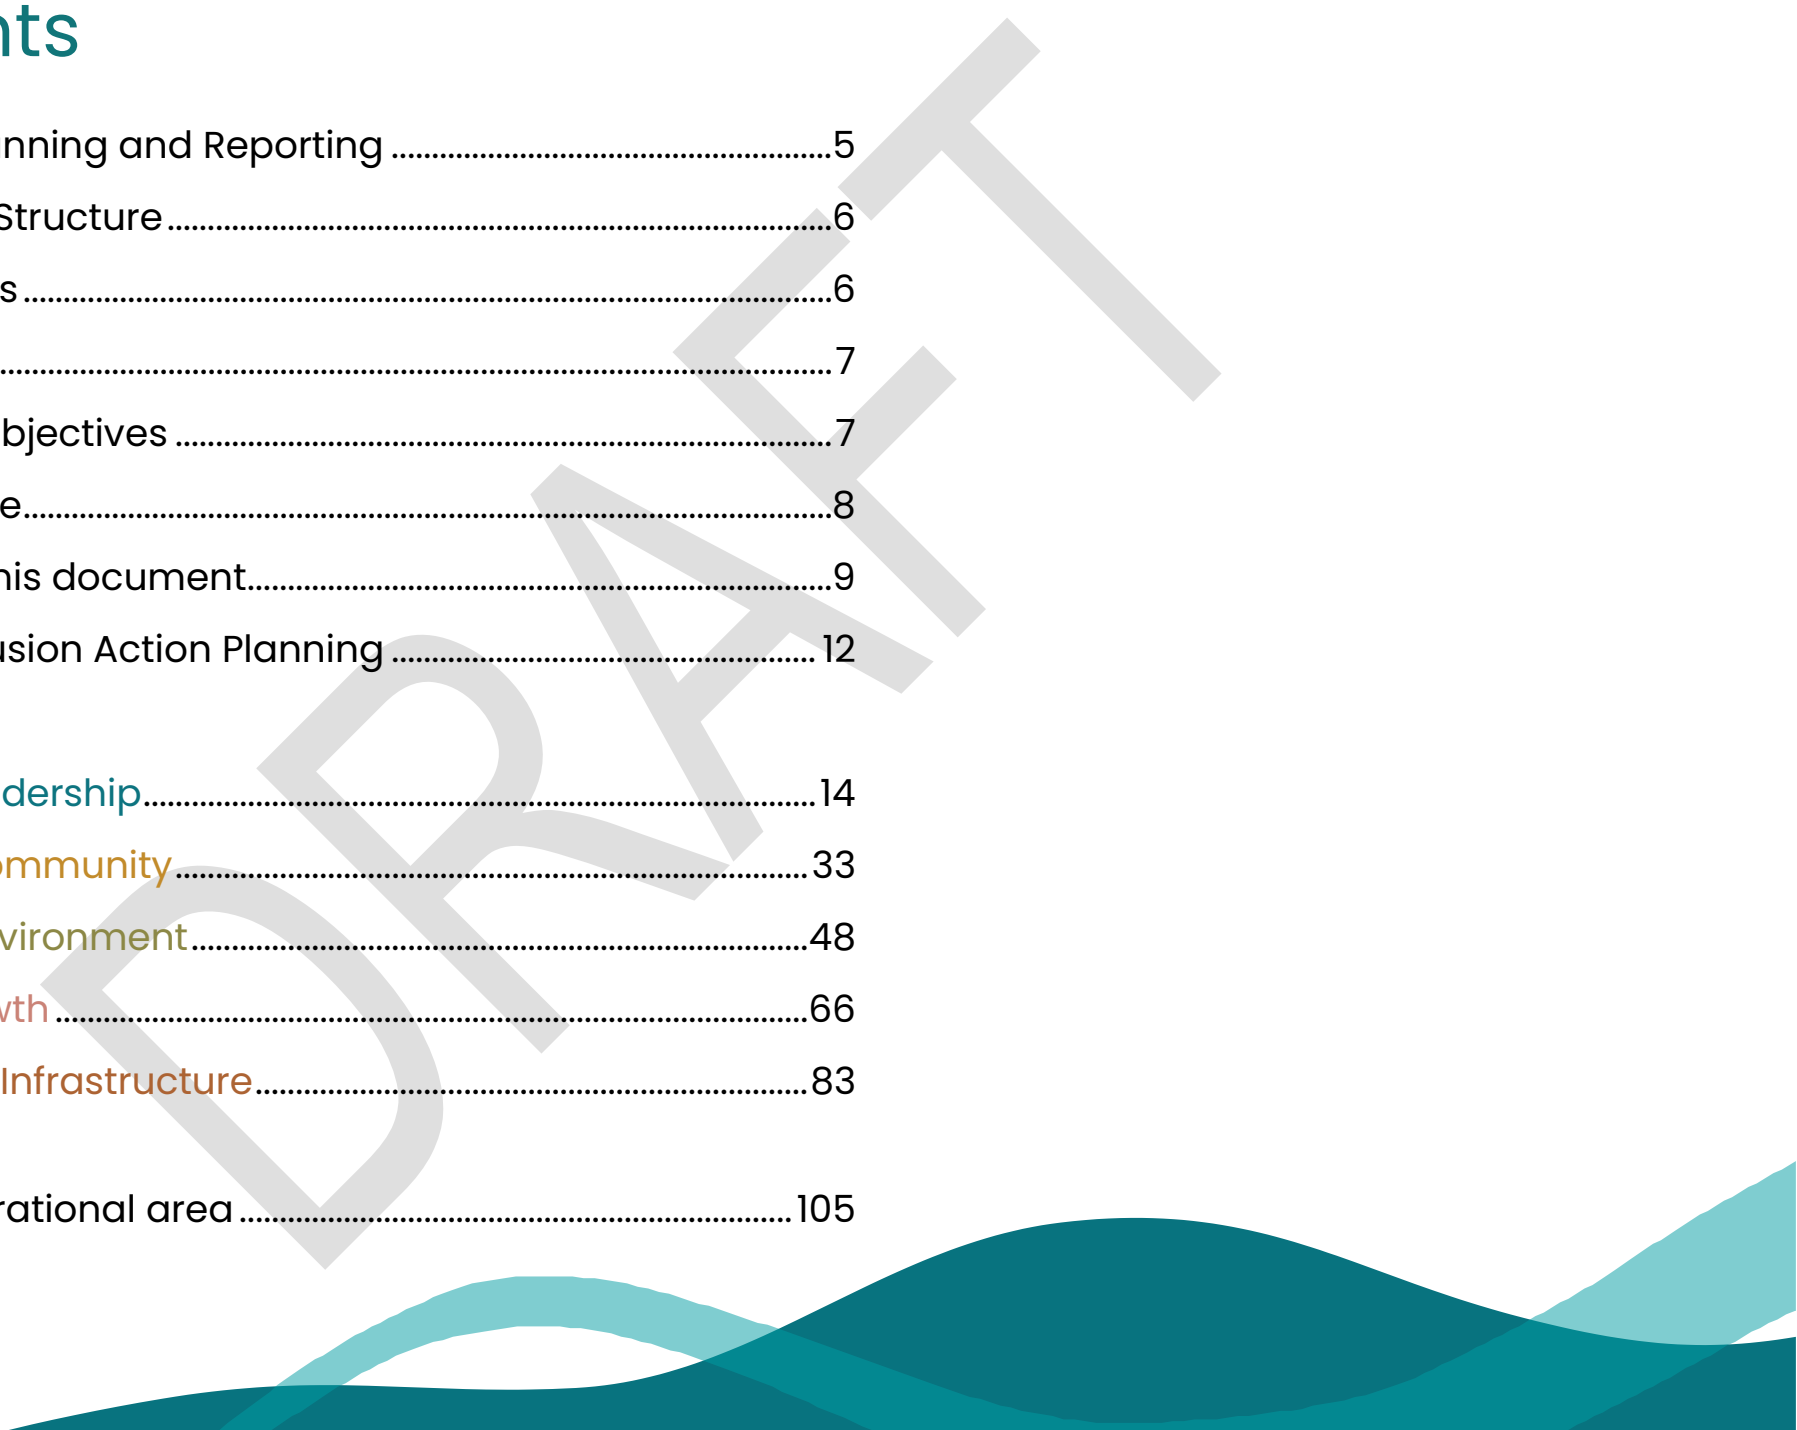 nts
nning and Reporting ........ 5
Structure ........ 6
s ........ 6
........ 7
bjectives ........ 7
e ........ 8
his document ........ 9
usion Action Planning ........ 12
dership ........ 14
ommunity ........ 33
vironment ........ 48
wth ........ 66
Infrastructure ........ 83
rational area ........ 105
DRAFT